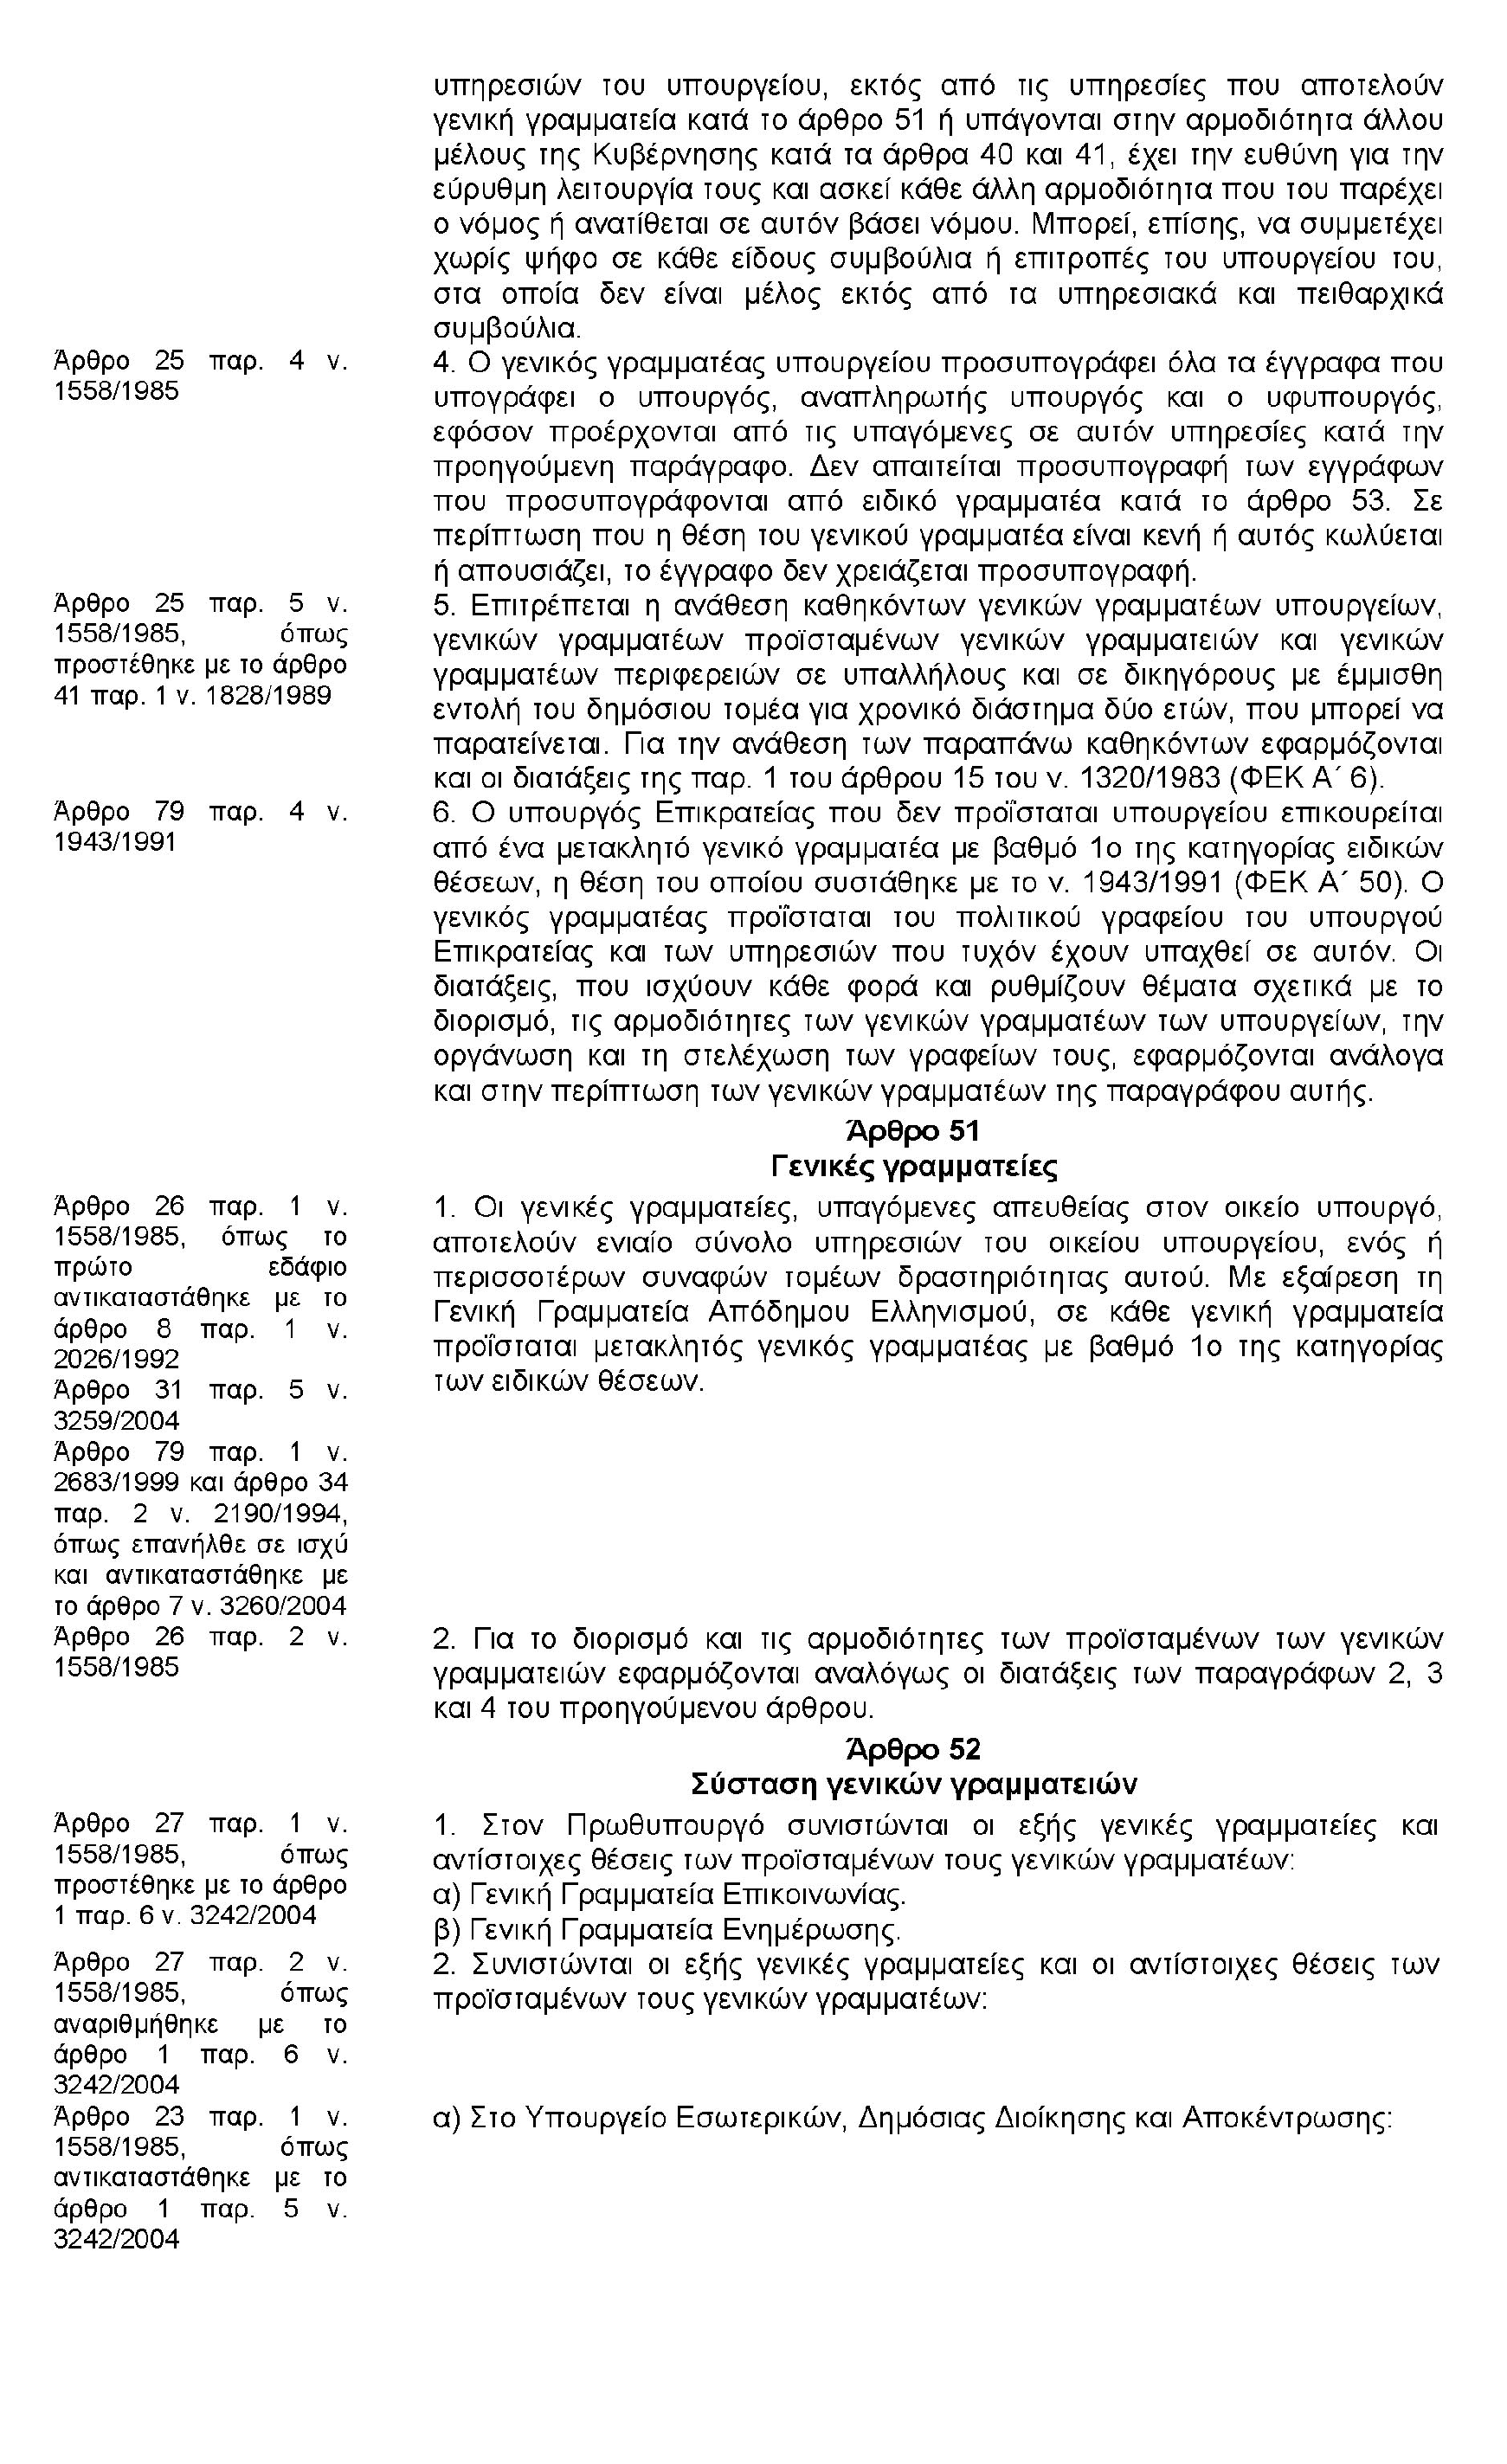 υπηρεσιών του υπουργείου, εκτός από τις υπηρεσίες που αποτελούν
γενική γραμματεία κατά το άρθρο 51 ή υπάγονται στην αρμοδιότητα άλλου
μέλους της Κυβέρνησης κατά τα άρθρα 40 και 41, έχει την ευθύνη για την
εύρυθμη λειτουργία τους και ασκεί κάθε άλλη αρμοδιότητα που του παρέχει
ο νόμος ή ανατίθεται σε αυτόν βάσει νόμου. Μπορεί, επίσης, να συμμετέχει
χωρίς ψήφο σε κάθε είδους συμβούλια ή επιτροπές του υπουργείου του,
στα οποία δεν είναι μέλος εκτός από τα υπηρεσιακά και πειθαρχικά
συμβούλια.
Άρθρο 25 παρ. 4 ν.
1558/1985
4. Ο γενικός γραμματέας υπουργείου προσυπογράφει όλα τα έγγραφα που
υπογράφει ο υπουργός, αναπληρωτής υπουργός και ο υφυπουργός,
εφόσον προέρχονται από τις υπαγόμενες σε αυτόν υπηρεσίες κατά την
προηγούμενη παράγραφο. Δεν απαιτείται προσυπογραφή των εγγράφων
που προσυπογράφονται από ειδικό γραμματέα κατά το άρθρο 53. Σε
περίπτωση που η θέση του γενικού γραμματέα είναι κενή ή αυτός κωλύεται
ή απουσιάζει, το έγγραφο δεν χρειάζεται προσυπογραφή.
Άρθρο 25 παρ. 5 ν.
1558/1985, όπως
προστέθηκε με το άρθρο
41 παρ. 1 ν. 1828/1989
5. Επιτρέπεται η ανάθεση καθηκόντων γενικών γραμματέων υπουργείων,
γενικών γραμματέων προϊσταμένων γενικών γραμματειών και γενικών
γραμματέων περιφερειών σε υπαλλήλους και σε δικηγόρους με έμμισθη
εντολή του δημόσιου τομέα για χρονικό διάστημα δύο ετών, που μπορεί να
παρατείνεται. Για την ανάθεση των παραπάνω καθηκόντων εφαρμόζονται
και οι διατάξεις της παρ. 1 του άρθρου 15 του ν. 1320/1983 (ΦΕΚ Α΄ 6).
Άρθρο 79 παρ. 4 ν.
1943/1991
6. Ο υπουργός Επικρατείας που δεν προΐσταται υπουργείου επικουρείται
από ένα μετακλητό γενικό γραμματέα με βαθμό 1ο της κατηγορίας ειδικών
θέσεων, η θέση του οποίου συστάθηκε με το ν. 1943/1991 (ΦΕΚ Α΄ 50). Ο
γενικός γραμματέας προΐσταται του πολιτικού γραφείου του υπουργού
Επικρατείας και των υπηρεσιών που τυχόν έχουν υπαχθεί σε αυτόν. Οι
διατάξεις, που ισχύουν κάθε φορά και ρυθμίζουν θέματα σχετικά με το
διορισμό, τις αρμοδιότητες των γενικών γραμματέων των υπουργείων, την
οργάνωση και τη στελέχωση των γραφείων τους, εφαρμόζονται ανάλογα
και στην περίπτωση των γενικών γραμματέων της παραγράφου αυτής.
Άρθρο 51
Γενικές γραμματείες
Άρθρο 26 παρ. 1 ν.
1558/1985, όπως το
πρώτο εδάφιο
αντικαταστάθηκε με το
άρθρο 8 παρ. 1 ν.
2026/1992
Άρθρο 31 παρ. 5 ν.
3259/2004
Άρθρο 79 παρ. 1 ν.
2683/1999 και άρθρο 34
παρ. 2 ν. 2190/1994,
όπως επανήλθε σε ισχύ
και αντικαταστάθηκε με
το άρθρο 7 ν. 3260/2004
1. Οι γενικές γραμματείες, υπαγόμενες απευθείας στον οικείο υπουργό,
αποτελούν ενιαίο σύνολο υπηρεσιών του οικείου υπουργείου, ενός ή
περισσοτέρων συναφών τομέων δραστηριότητας αυτού. Με εξαίρεση τη
Γενική Γραμματεία Απόδημου Ελληνισμού, σε κάθε γενική γραμματεία
προΐσταται μετακλητός γενικός γραμματέας με βαθμό 1ο της κατηγορίας
των ειδικών θέσεων.
Άρθρο 26 παρ. 2 ν.
1558/1985
2. Για το διορισμό και τις αρμοδιότητες των προϊσταμένων των γενικών
γραμματειών εφαρμόζονται αναλόγως οι διατάξεις των παραγράφων 2, 3
και 4 του προηγούμενου άρθρου.
Άρθρο 52
Σύσταση γενικών γραμματειών
Άρθρο 27 παρ. 1 ν.
1558/1985, όπως
προστέθηκε με το άρθρο
1 παρ. 6 ν. 3242/2004
1. Στον Πρωθυπουργό συνιστώνται οι εξής γενικές γραμματείες και
αντίστοιχες θέσεις των προϊσταμένων τους γενικών γραμματέων:
α) Γενική Γραμματεία Επικοινωνίας.
β) Γενική Γραμματεία Ενημέρωσης.
Άρθρο 27 παρ. 2 ν.
1558/1985, όπως
αναριθμήθηκε με το
άρθρο 1 παρ. 6 ν.
3242/2004
2. Συνιστώνται οι εξής γενικές γραμματείες και οι αντίστοιχες θέσεις των
προϊσταμένων τους γενικών γραμματέων:
Άρθρο 23 παρ. 1 ν.
1558/1985, όπως
αντικαταστάθηκε με το
άρθρο 1 παρ. 5 ν.
3242/2004
α) Στο Υπουργείο Εσωτερικών, Δημόσιας Διοίκησης και Αποκέντρωσης: